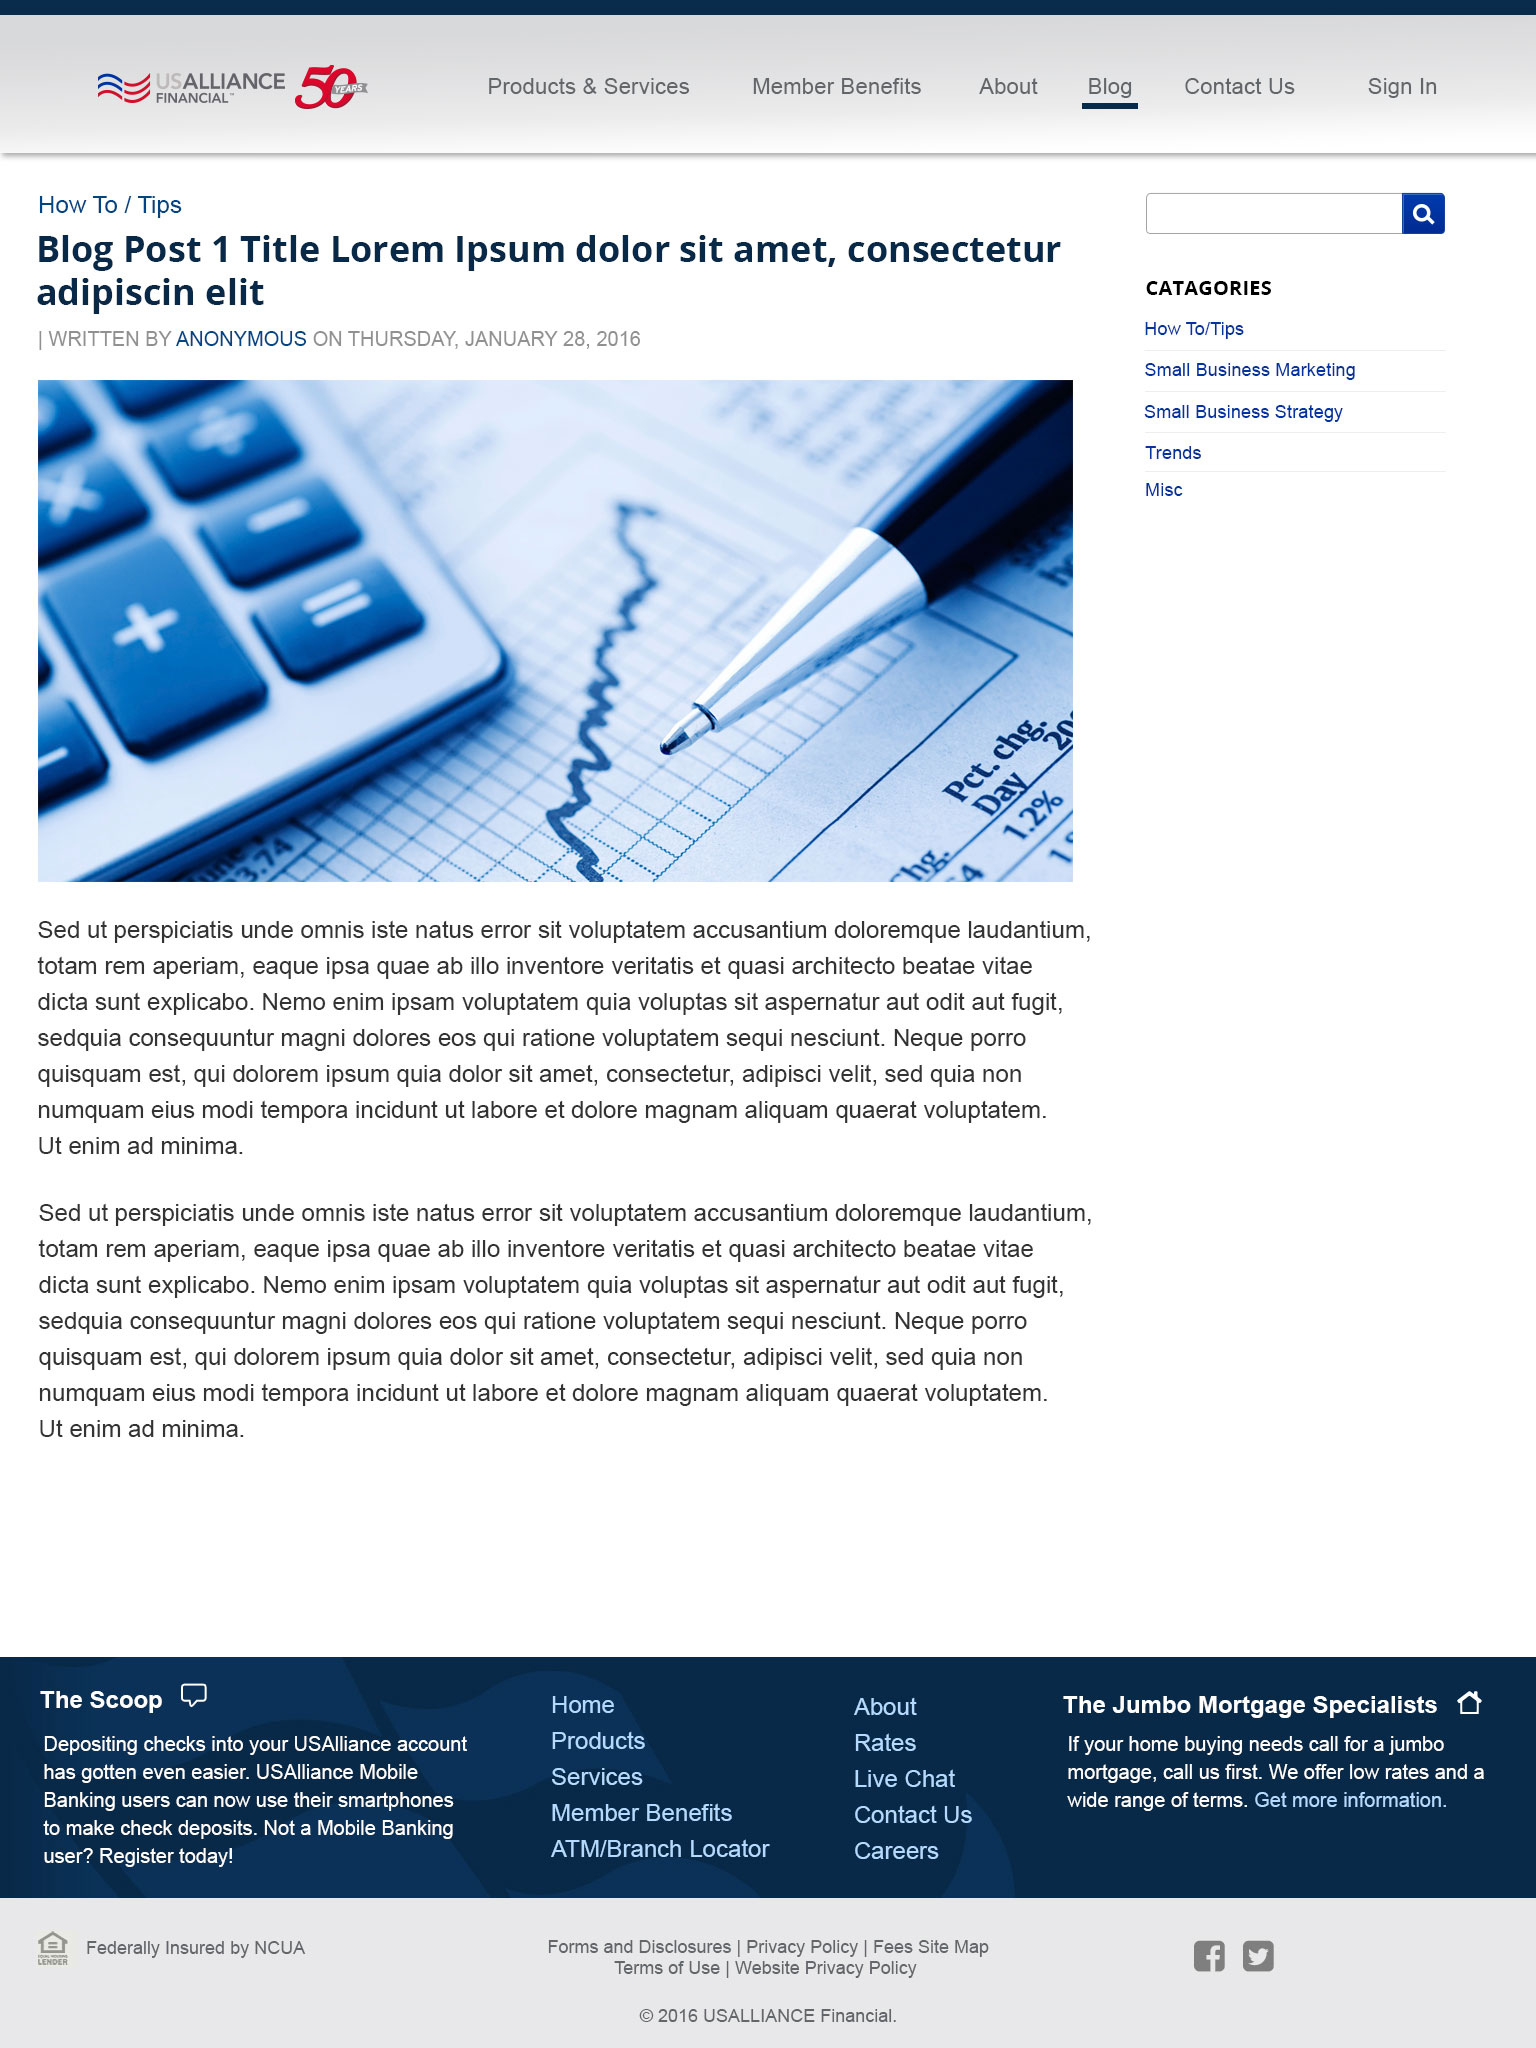 USALLIANCE
FINANCIAL™
50
YEARS
Products & Services
Member Benefits
About
Blog
Contact Us
Sign In
How To / Tips
Blog Post 1 Title Lorem Ipsum dolor sit amet, consectetur
adipiscin elit
| WRITTEN BY ANONYMOUS ON THURSDAY, JANUARY 28, 2016
Pct. chg.
Day
1.2%
Chg.
Sed ut perspiciatis unde omnis iste natus error sit voluptatem accusantium doloremque laudantium,
totam rem aperiam, eaque ipsa quae ab illo inventore veritatis et quasi architecto beatae vitae
dicta sunt explicabo. Nemo enim ipsam voluptatem quia voluptas sit aspernatur aut odit aut fugit,
sedquia consequuntur magni dolores eos qui ratione voluptatem sequi nesciunt. Neque porro
quisquam est, qui dolorem ipsum quia dolor sit amet, consectetur, adipisci velit, sed quia non
numquam eius modi tempora incidunt ut labore et dolore magnam aliquam quaerat voluptatem.
Ut enim ad minima.
Sed ut perspiciatis unde omnis iste natus error sit voluptatem accusantium doloremque laudantium,
totam rem aperiam, eaque ipsa quae ab illo inventore veritatis et quasi architecto beatae vitae
dicta sunt explicabo. Nemo enim ipsam voluptatem quia voluptas sit aspernatur aut odit aut fugit,
sedquia consequuntur magni dolores eos qui ratione voluptatem sequi nesciunt. Neque porro
quisquam est, qui dolorem ipsum quia dolor sit amet, consectetur, adipisci velit, sed quia non
numquam eius modi tempora incidunt ut labore et dolore magnam aliquam quaerat voluptatem.
Ut enim ad minima.
CATAGORIES
How To/Tips
Small Business Marketing
Small Business Strategy
Trends
Misc
The Scoop
Depositing checks into your USAlliance account
has gotten even easier. USAlliance Mobile
Banking users can now use their smartphones
to make check deposits. Not a Mobile Banking
user? Register today!
Home
Products
Services
Member Benefits
ATM/Branch Locator
About
Rates
Live Chat
Contact Us
Careers
The Jumbo Mortgage Specialists
If your home buying needs call for a jumbo
mortgage, call us first. We offer low rates and a
wide range of terms. Get more information.
EQUAL HOUSING
LENDER
Federally Insured by NCUA
Forms and Disclosures | Privacy Policy | Fees Site Map
Terms of Use | Website Privacy Policy
© 2016 USALLIANCE Financial.